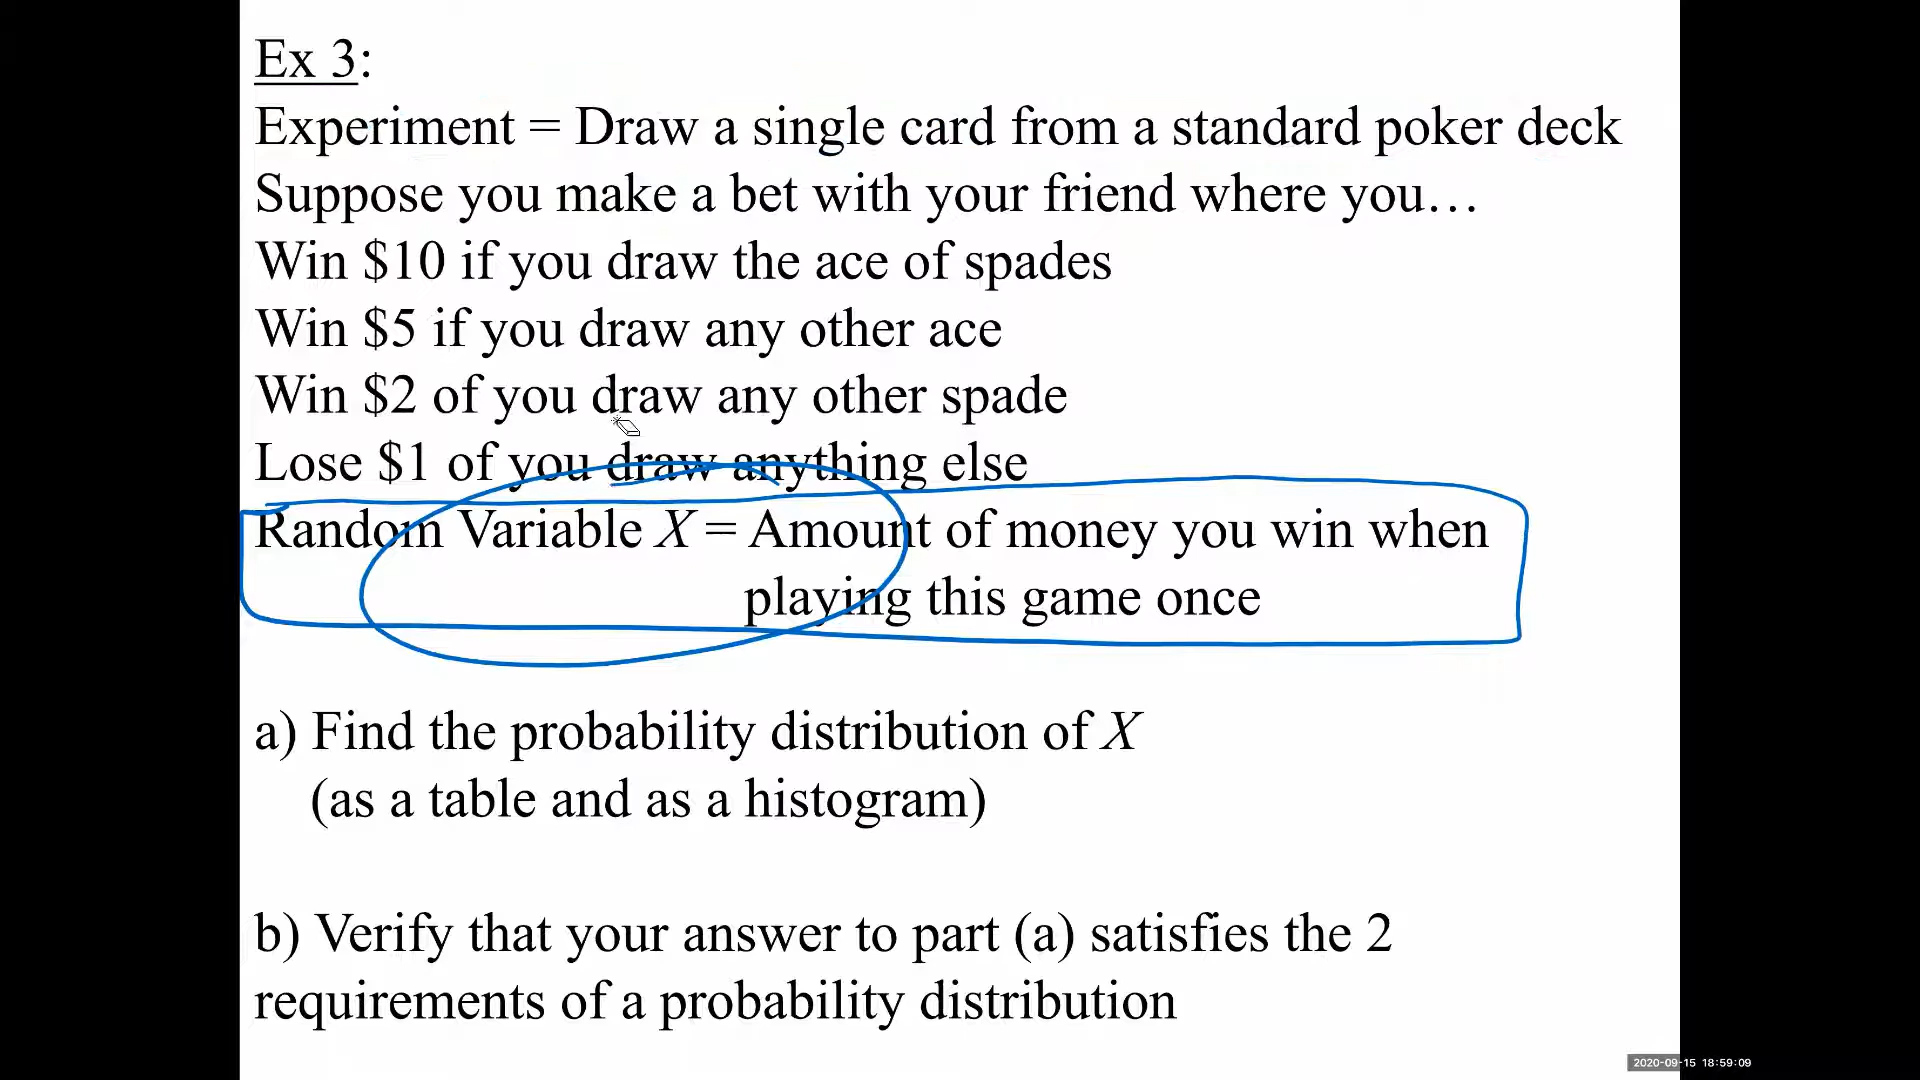 Ex 3:
Experiment = Draw a single card from a standard poker deck
Suppose you make a bet with your friend where you…
Win $10 if you draw the ace of spades
Win $5 if you draw any other ace
Win $2 of you draw any other spade
Lose $1 of you draw anything else
Random Variable X = Amount of money you win when
playing this game once
a) Find the probability distribution of X
(as a table and as a histogram)
b) Verify that your answer to part (a) satisfies the 2
requirements of a probability distribution
2020-09-15 18:59:09